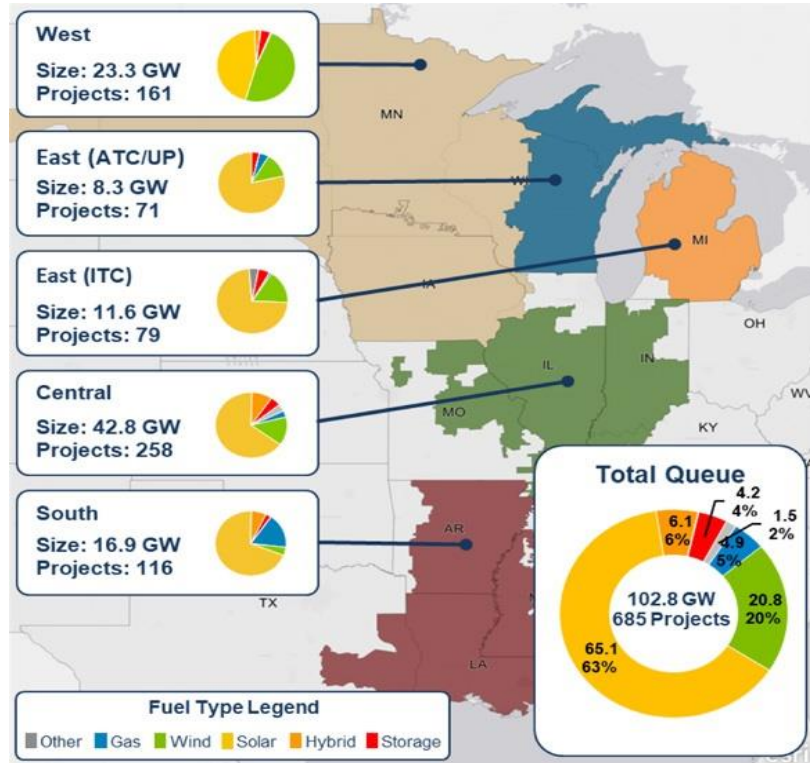 West
Size: 23.3 GW
Projects: 161
MN
East (ATC/UP)
Size: 8.3 GW
Projects: 71
MI
East (ITC)
Size: 11.6 GW
Projects: 79
IA
OH
IL
IN
Central
Size: 42.8 GW
Projects: 258
MO
KY
Total Queue
4.2
4%
1.5
2%
6.1
6%
4.9
5%
20.8
20%
102.8 GW
685 Projects
65.1
63%
South
Size: 16.9 GW
Projects: 116
AR
TX
LA
Fuel Type Legend
Other Gas Wind Solar Hybrid Storage